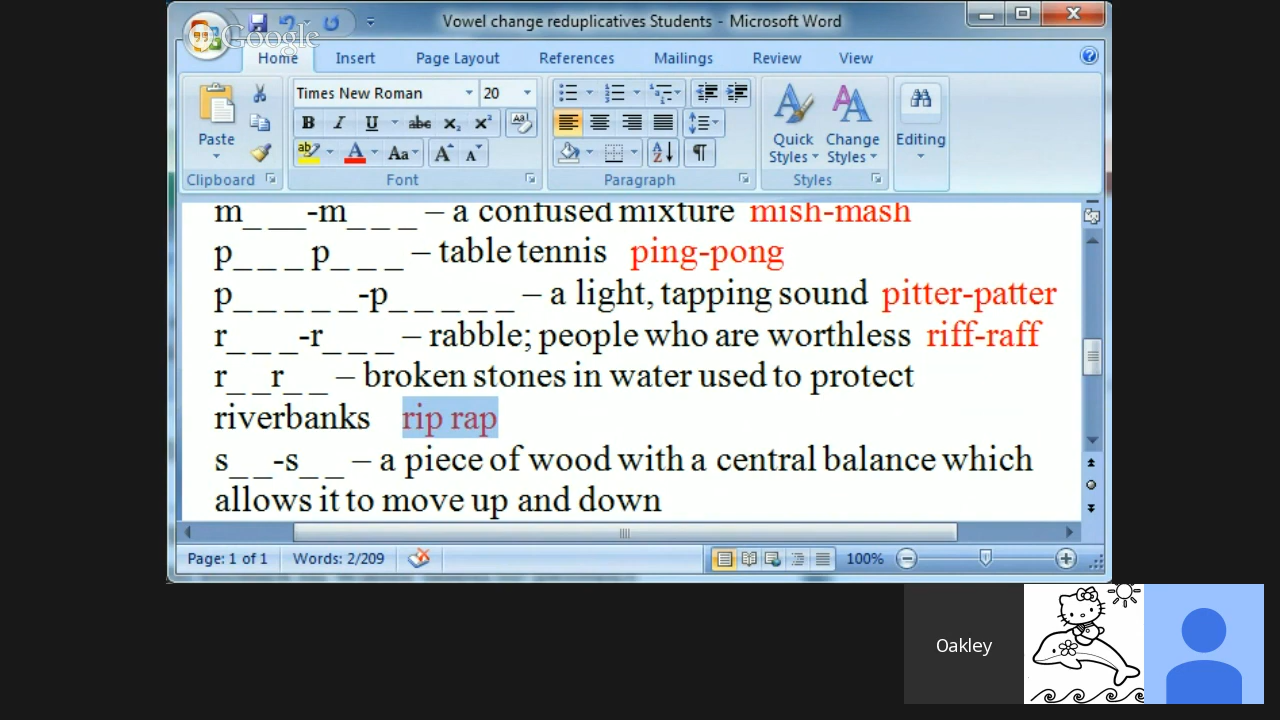 Vowel change reduplicatives Students - Microsoft Word
Google
Home Insert Page Layout References Mailings Review View
Times New Roman 20
Paste
Quick Styles Change Styles Editing
Clipboard Font Paragraph Styles
m_ __-m_ _ _ – a confused mixture mish-mash
p_ _ _ p_ _ _ – table tennis ping-pong
p_ _ _ _ _-p_ _ _ _ _ – a light, tapping sound pitter-patter
r_ _ _-r_ _ _ – rabble; people who are worthless riff-raff
r_ _r_ _ – broken stones in water used to protect
riverbanks rip rap
s_ _-s_ _ – a piece of wood with a central balance which
allows it to move up and down
Page: 1 of 1 Words: 2/209 100%
Oakley